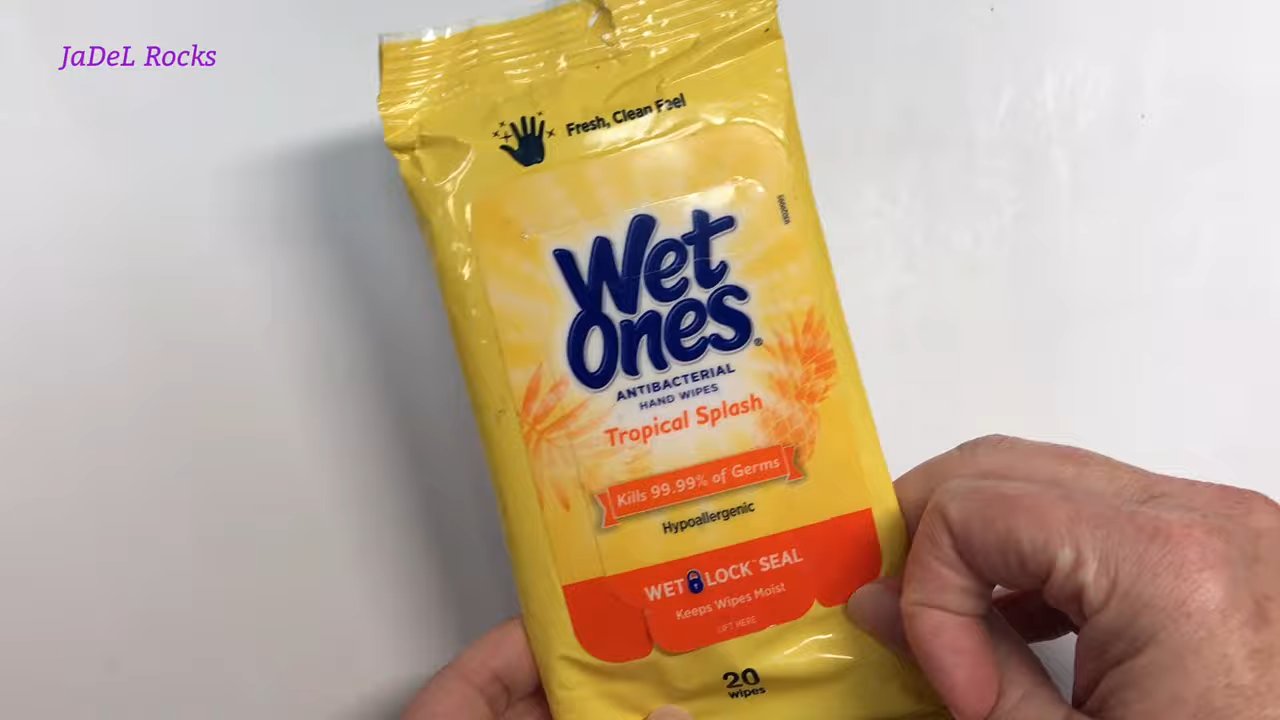 JaDeL Rocks
Fresh, Clean Feel
Wet
Ones®
ANTIBACTERIAL
HAND WIPES
Tropical Splash
Kills 99.99% of Germs
Hypoallergenic
WET LOCK™ SEAL
Keeps Wipes Moist
LIFT HERE
20
wipes